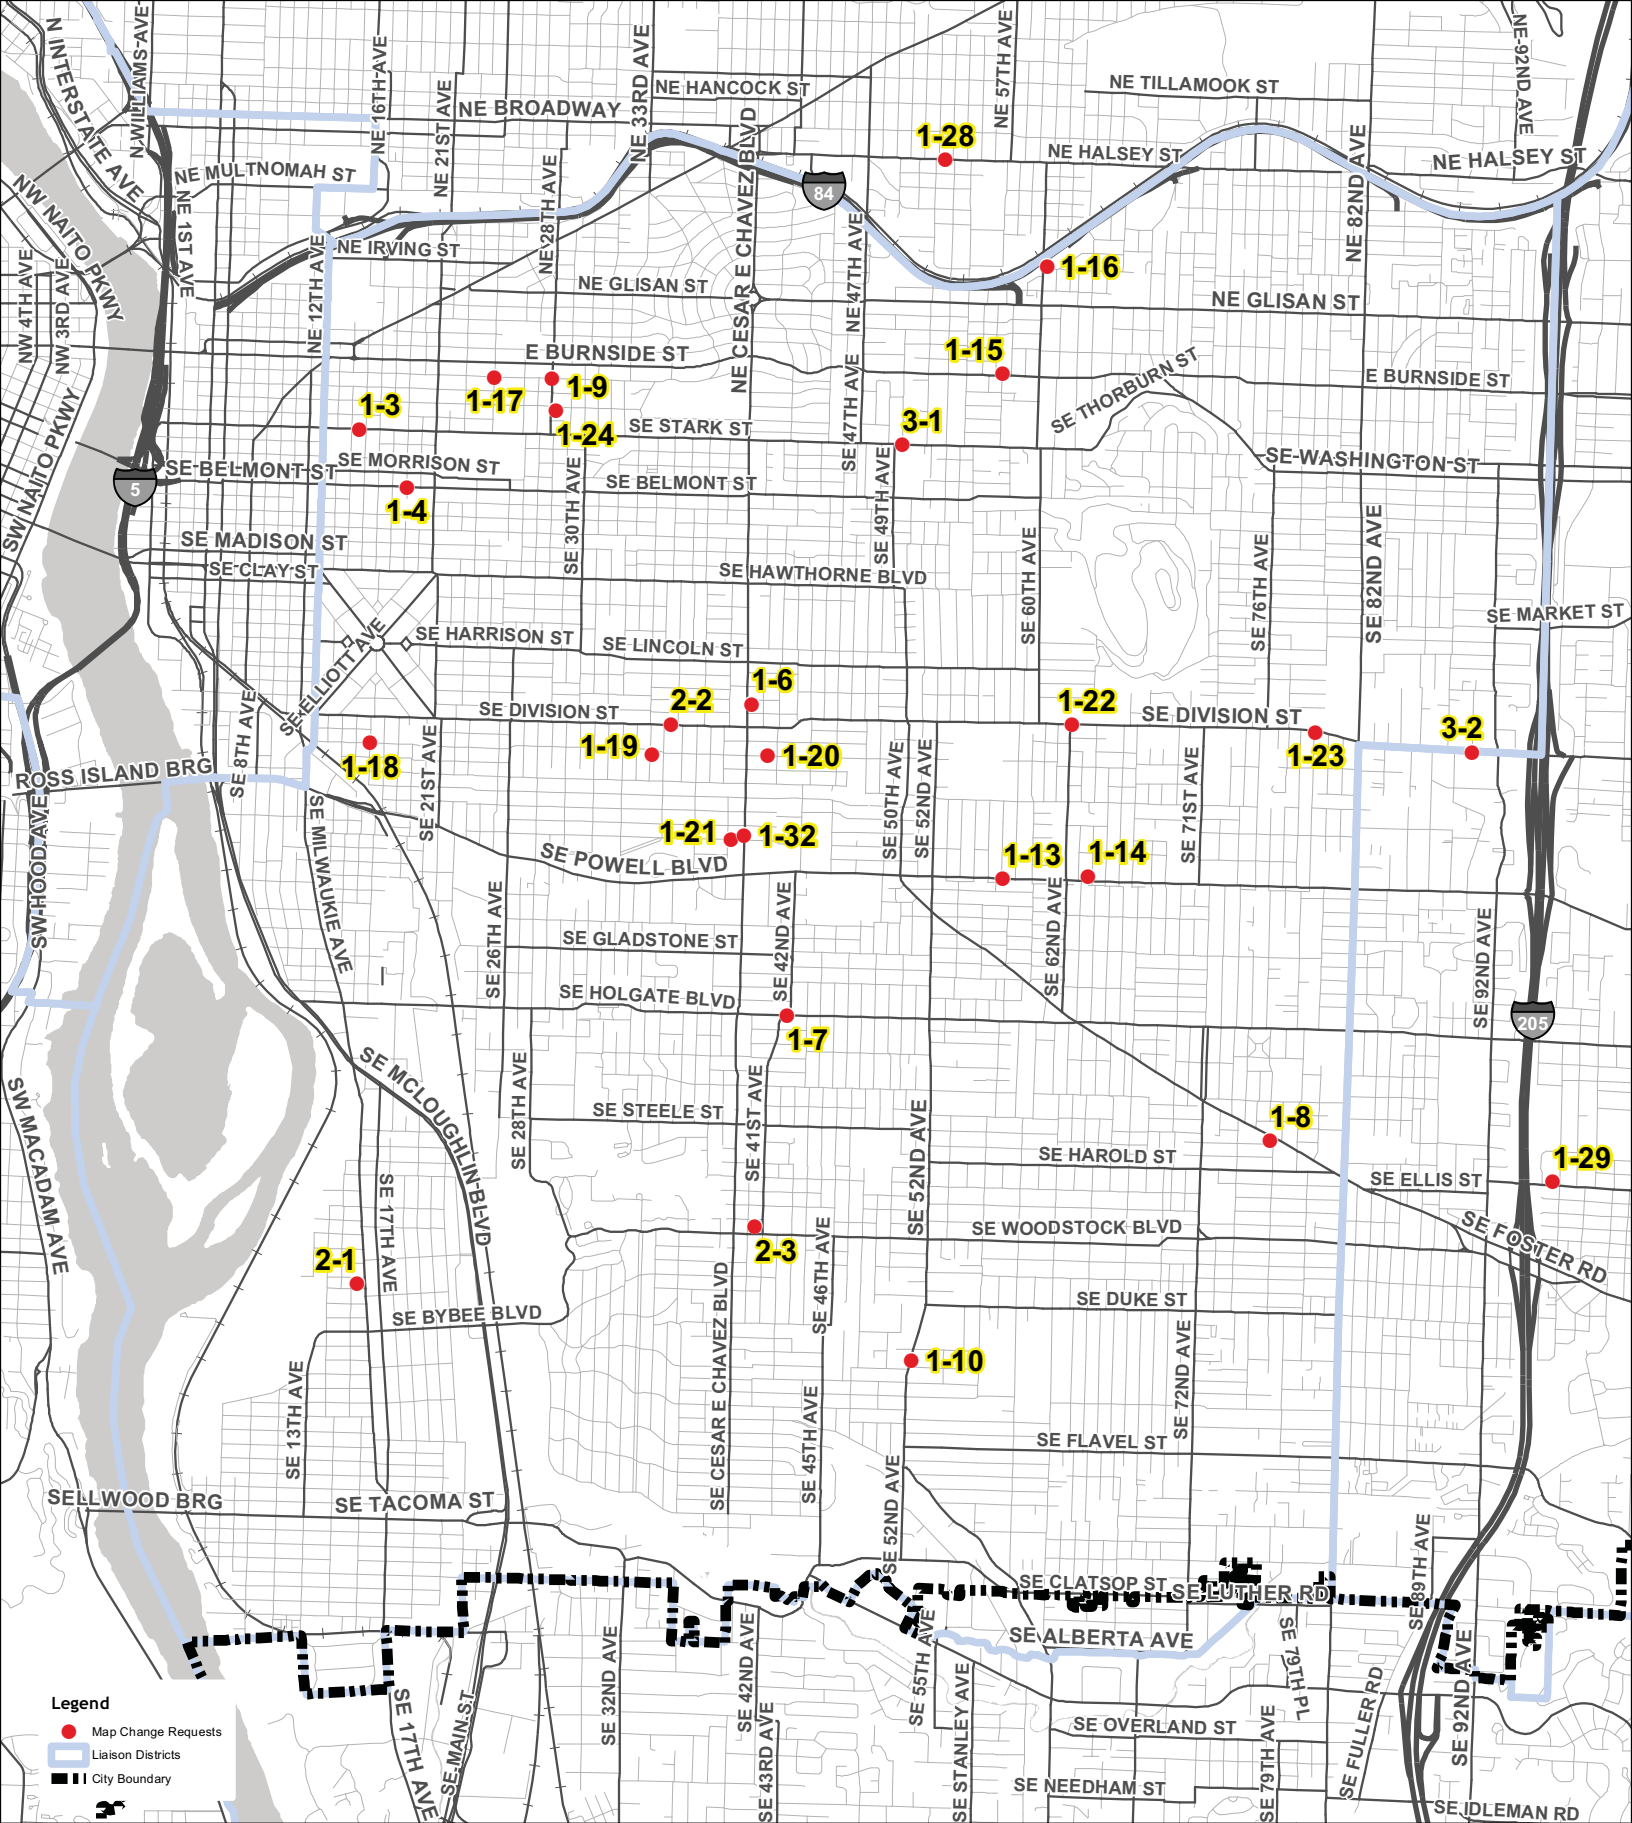 N INTERSTATE AVE
N WILLIAMS AVE
NE 16TH AVE
NE 21ST AVE
NE 33RD AVE
NE HANCOCK ST
NE BROADWAY
NE 57TH AVE
NE TILLAMOOK ST
NE 92ND AVE
NE MULTNOMAH ST
NE 28TH AVE
NE CESAR E CHAVEZ BLVD
1-28
NE HALSEY ST
NE 82ND AVE
NE HALSEY ST
84
NW NAITO PKWY
NE 1ST AVE
NE 12TH AVE
NE IRVING ST
NE 47TH AVE
1-16
NW 4TH AVE
NW 3RD AVE
NE GLISAN ST
NE GLISAN ST
E BURNSIDE ST
1-15
SE THORBURN ST
E BURNSIDE ST
1-17
1-9
1-3
1-24
SE STARK ST
47TH AVE
SE
3-1
SW NAITO PKWY
SE BELMONT ST
SE MORRISON ST
SE BELMONT ST
SE WASHINGTON ST
5
1-4
SE 30TH AVE
SE 49TH AVE
SE MADISON ST
SE CLAY ST
SE HAWTHORNE BLVD
SE 60TH AVE
SE 76TH AVE
SE 82ND AVE
SE MARKET ST
SE ELLIOTT AVE
SE HARRISON ST
SE LINCOLN ST
1-6
2-2
1-22
SE DIVISION ST
SE DIVISION ST
3-2
SE 8TH AVE
1-18
SE 21ST AVE
1-19
1-20
1-23
SE 50TH AVE
SE 52ND AVE
SE 71ST AVE
ROSS ISLAND BRG
SW HOOD AVE
SE MILWAUKIE AVE
1-21
1-32
SE POWELL BLVD
1-13
1-14
SE 26TH AVE
SE 42ND AVE
SE 62ND AVE
SE 92ND AVE
SE GLADSTONE ST
SE HOLGATE BLVD
1-7
205
SE MCLOUGHLIN BLVD
SE 28TH AVE
SE 41ST AVE
SE STEELE ST
SE 52ND AVE
1-8
SW MACADAM AVE
SE HAROLD ST
1-29
SE ELLIS ST
SE 17TH AVE
2-3
SE 46TH AVE
SE WOODSTOCK BLVD
SE FOSTER RD
2-1
SE BYBEE BLVD
SE CESAR E CHAVEZ BLVD
SE DUKE ST
1-10
SE 72ND AVE
SE 13TH AVE
SE 45TH AVE
SE FLAVEL ST
SE 52ND AVE
SELLWOOD BRG
SE TACOMA ST
SE 89TH AVE
SE CLATSOP ST
SE LUTHER RD
SE ALBERTA AVE
SE 32ND AVE
SE 42ND AVE
SE 55TH AVE
SE 79TH PL
SE 92ND AVE
SE FULLER RD
SE 17TH AVE
SE MAIN ST
SE 43RD AVE
SE STANLEY AVE
SE OVERLAND ST
SE 79TH AVE
SE NEEDHAM ST
SE IDLEMAN RD
Legend
Map Change Requests
Liaison Districts
City Boundary